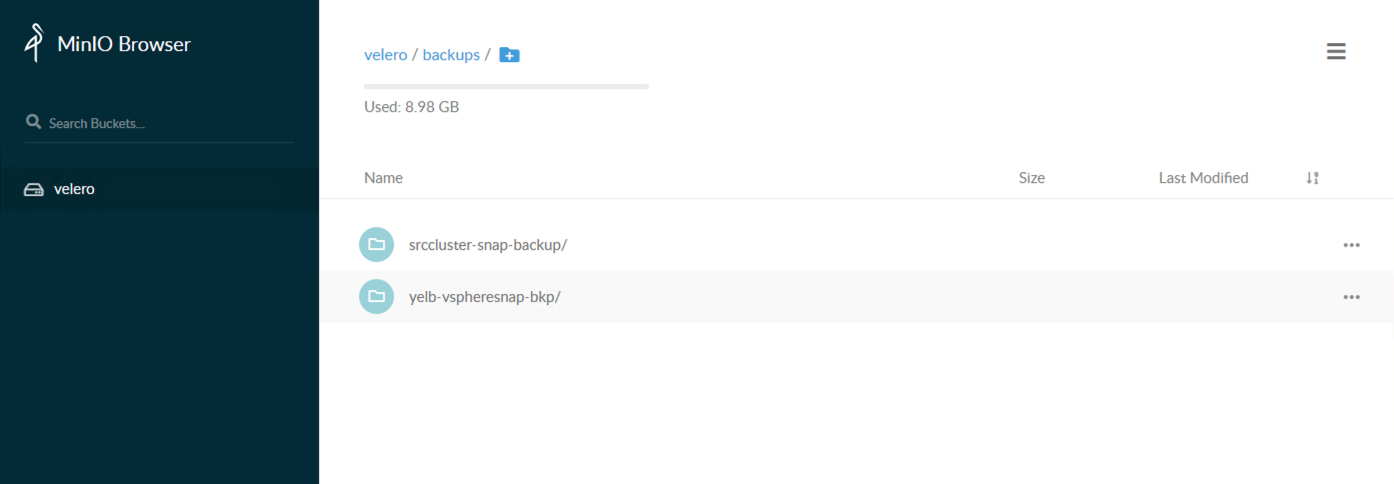 MinIO Browser
Search Buckets...
velero
velero / backups /
Used: 8.98 GB
Name Size Last Modified
srccluster-snap-backup/
yelb-vspheresnap-bkp/